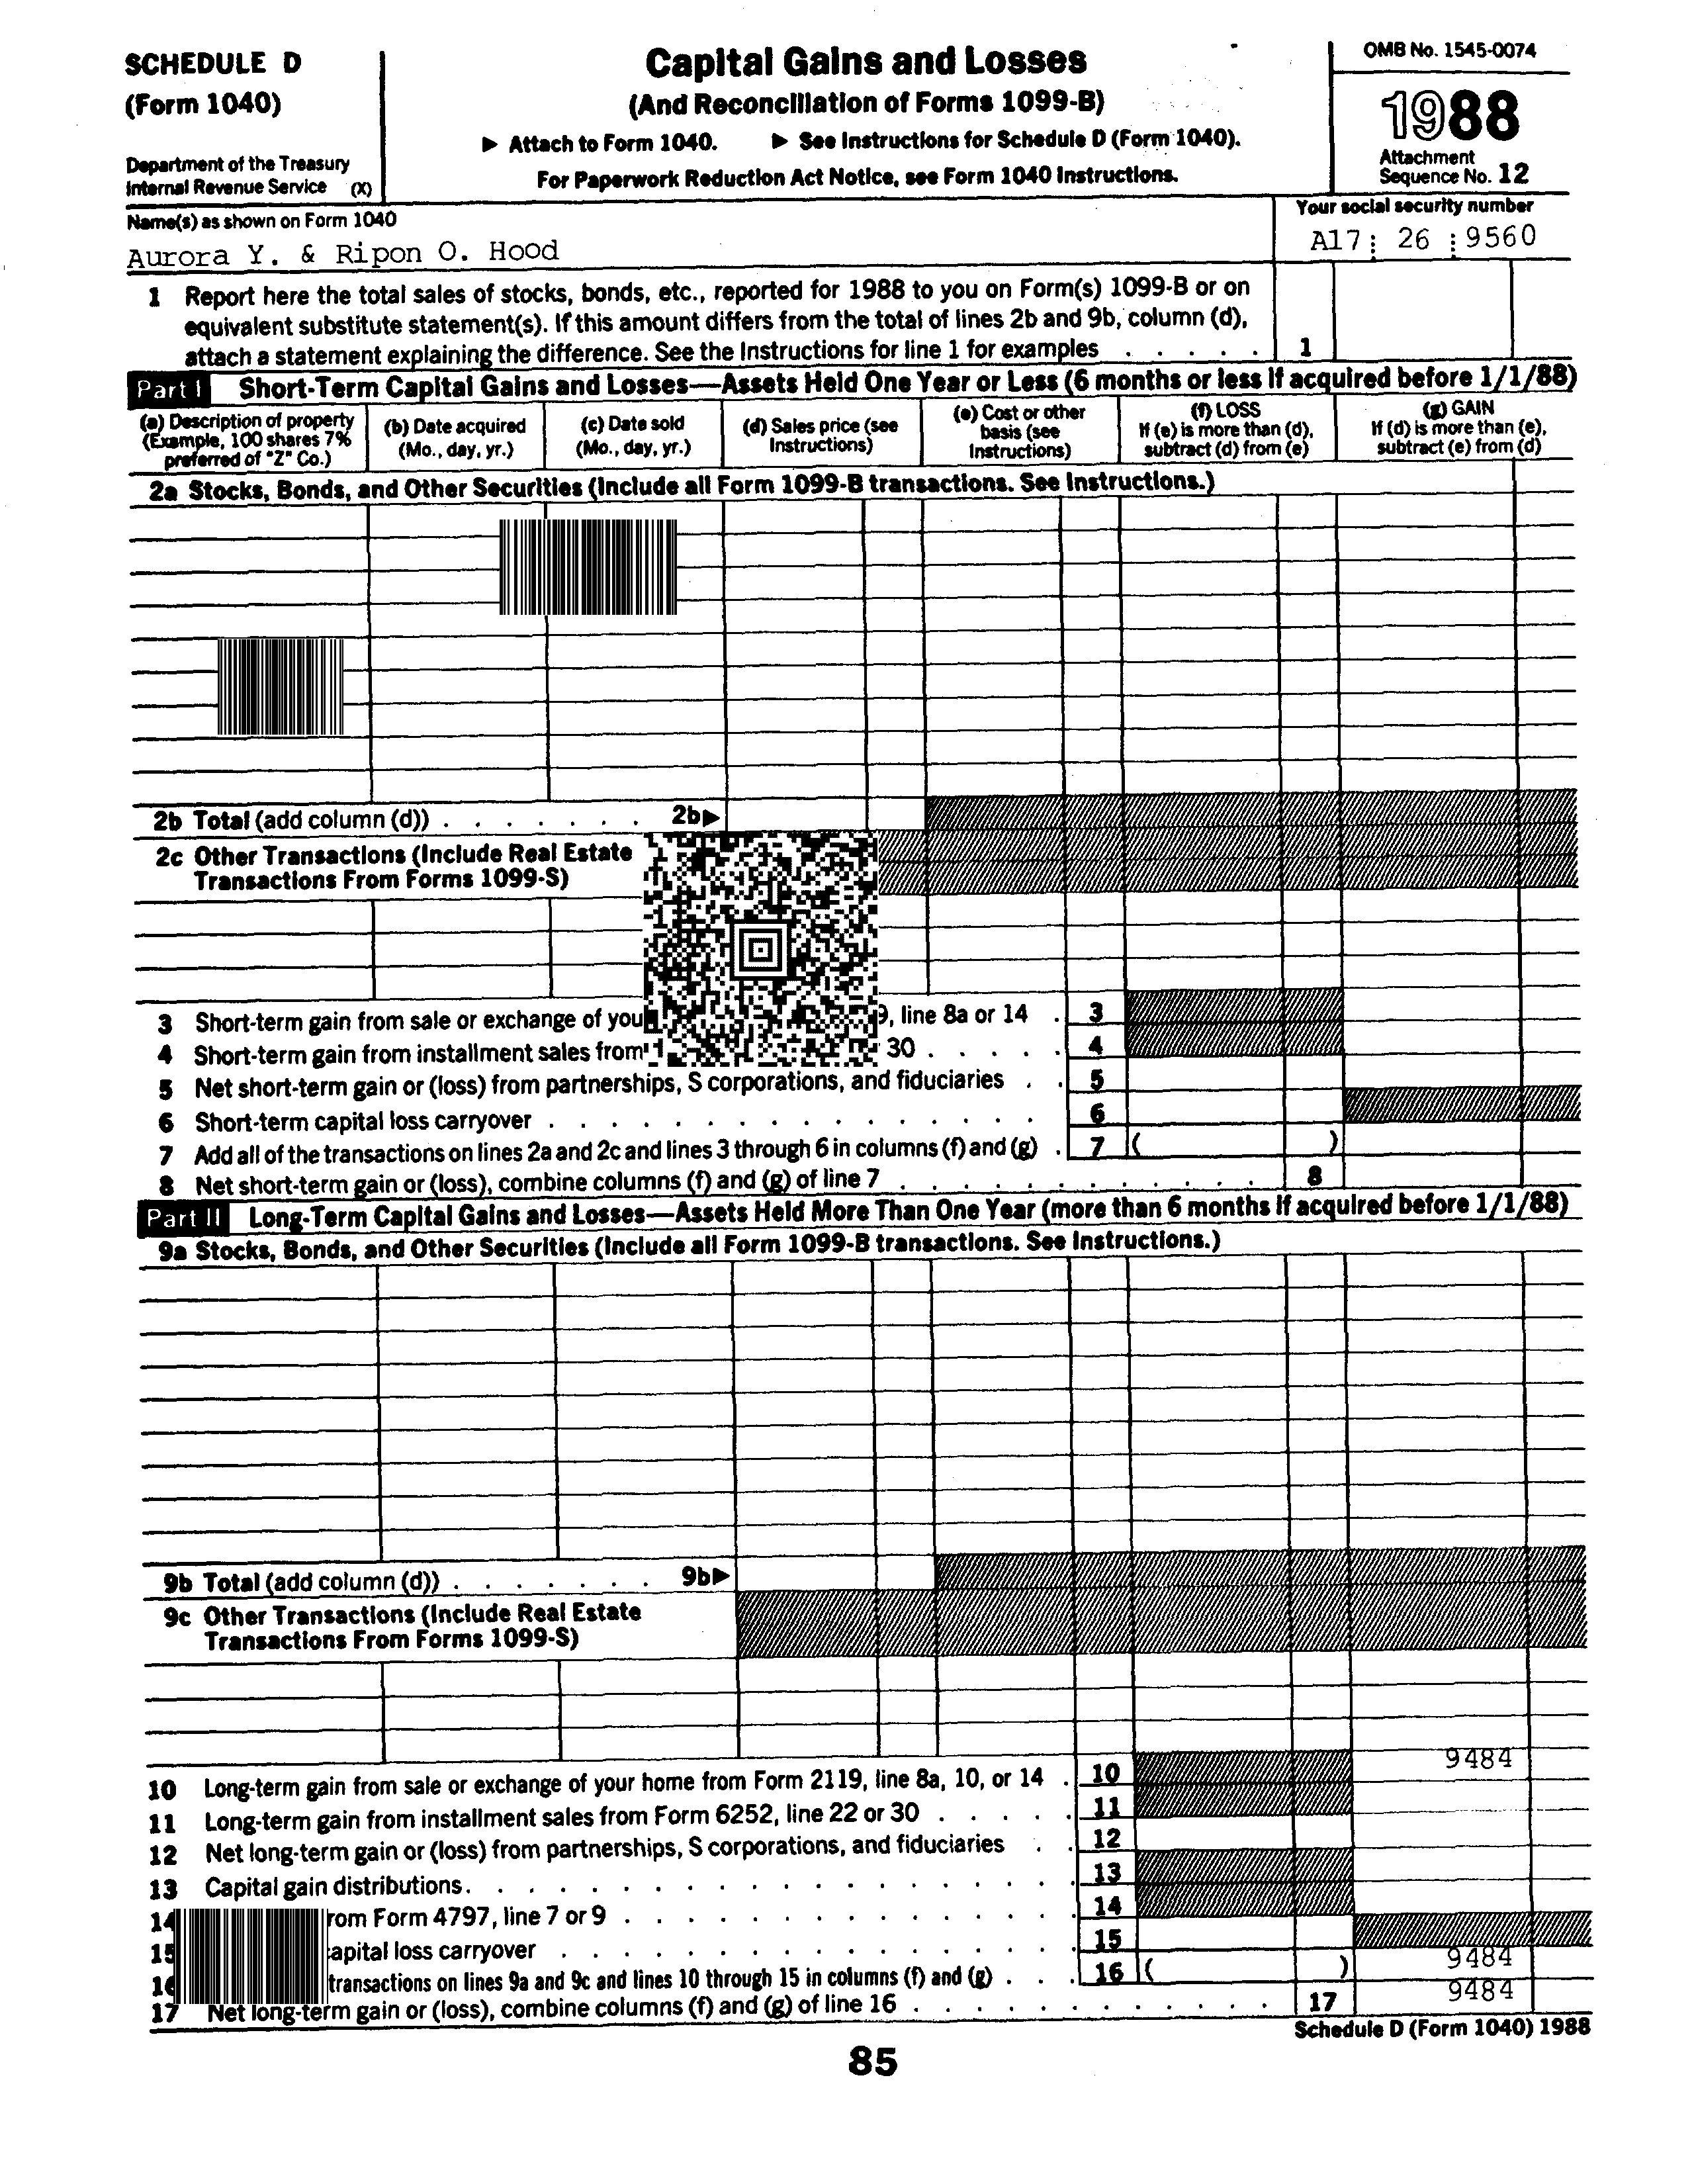 SCHEDULE D
(Form 1040)
Department of the Treasury
Internal Revenue Service (X)
Capital Gains and Losses
(And Reconciliation of Forms 1099-B)
▶ Attach to Form 1040. ▶ See Instructions for Schedule D (Form 1040).
For Paperwork Reduction Act Notice, see Form 1040 Instructions.
OMB No. 1545-0074
1988
Attachment
Sequence No. 12
Name(s) as shown on Form 1040
Aurora Y. & Ripon O. Hood
Your social security number
A17 : 26 : 9560
1 Report here the total sales of stocks, bonds, etc., reported for 1988 to you on Form(s) 1099-B or on
equivalent substitute statement(s). If this amount differs from the total of lines 2b and 9b, column (d),
attach a statement explaining the difference. See the Instructions for line 1 for examples . . . . . 1
Part I Short-Term Capital Gains and Losses—Assets Held One Year or Less (6 months or less if acquired before 1/1/88)
(a) Description of property
(Example, 100 shares 7%
preferred of "Z" Co.)
(b) Date acquired
(Mo., day, yr.)
(c) Date sold
(Mo., day, yr.)
(d) Sales price (see
Instructions)
(e) Cost or other
basis (see
Instructions)
(f) LOSS
If (e) is more than (d),
subtract (d) from (e)
(g) GAIN
If (d) is more than (e),
subtract (e) from (d)
2a Stocks, Bonds, and Other Securities (Include all Form 1099-B transactions. See Instructions.)
2b Total (add column (d)) . . . . . . . 2b▶
2c Other Transactions (Include Real Estate
Transactions From Forms 1099-S)
3 Short-term gain from sale or exchange of you 9, line 8a or 14 . 3
4 Short-term gain from installment sales from 30 . . . . . 4
5 Net short-term gain or (loss) from partnerships, S corporations, and fiduciaries . . 5
6 Short-term capital loss carryover . . . . . . . . . . . . . . . 6
7 Add all of the transactions on lines 2a and 2c and lines 3 through 6 in columns (f) and (g) . 7 ( )
8 Net short-term gain or (loss), combine columns (f) and (g) of line 7 . . . . . . . . . . . . 8
Part II Long-Term Capital Gains and Losses—Assets Held More Than One Year (more than 6 months if acquired before 1/1/88)
9a Stocks, Bonds, and Other Securities (Include all Form 1099-B transactions. See Instructions.)
9b Total (add column (d)) . . . . . . . 9b▶
9c Other Transactions (Include Real Estate
Transactions From Forms 1099-S)
10 Long-term gain from sale or exchange of your home from Form 2119, line 8a, 10, or 14 . 10 9484
11 Long-term gain from installment sales from Form 6252, line 22 or 30 . . . . . 11
12 Net long-term gain or (loss) from partnerships, S corporations, and fiduciaries . . 12
13 Capital gain distributions . . . . . . . . . . . . . . . . . . 13
14 rom Form 4797, line 7 or 9 . . . . . . . . . . . . . . 14
15 apital loss carryover . . . . . . . . . . . . . . . . 15
16 transactions on lines 9a and 9c and lines 10 through 15 in columns (f) and (g) . . . 16 ( ) 9484
17 Net long-term gain or (loss), combine columns (f) and (g) of line 16 . . . . . . . . . . . . 17 9484
Schedule D (Form 1040) 1988
85